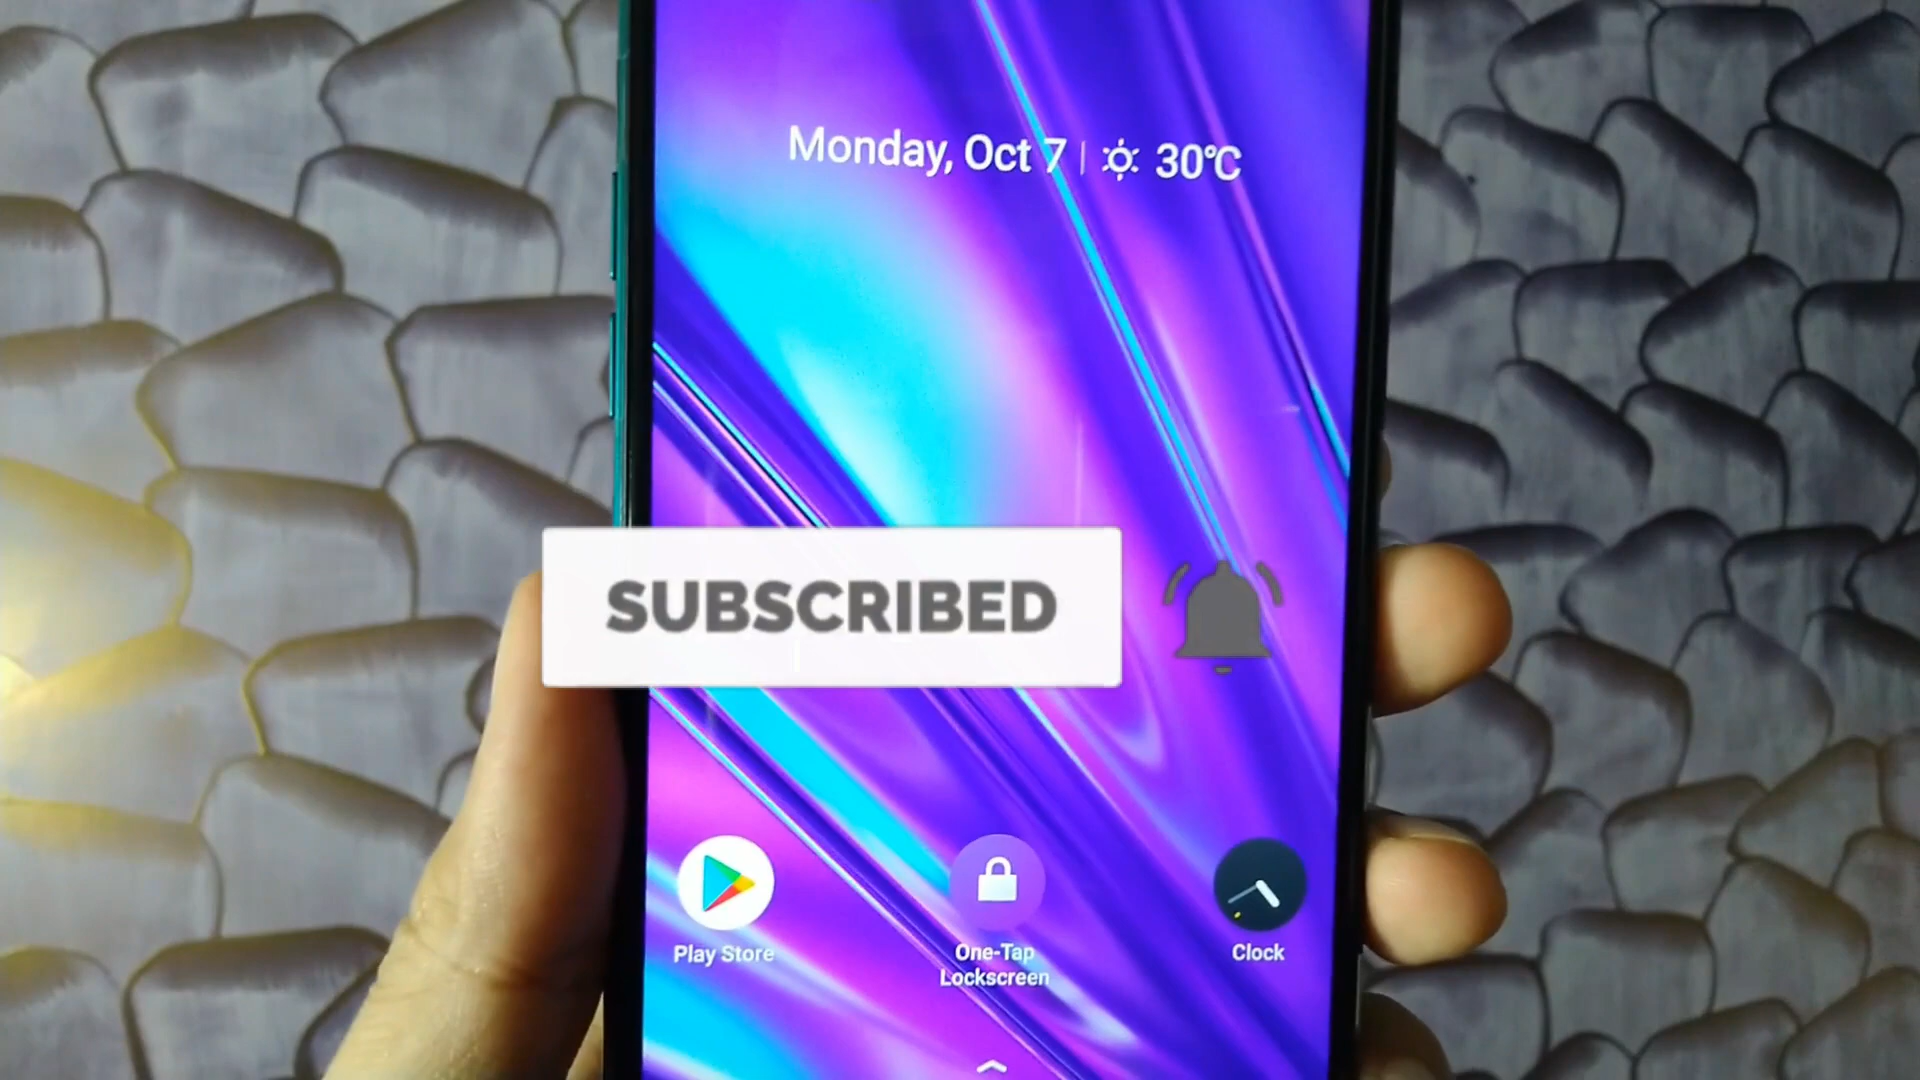 Monday, Oct 7 | 30°C
SUBSCRIBED
Play Store
One-Tap
Lockscreen
Clock